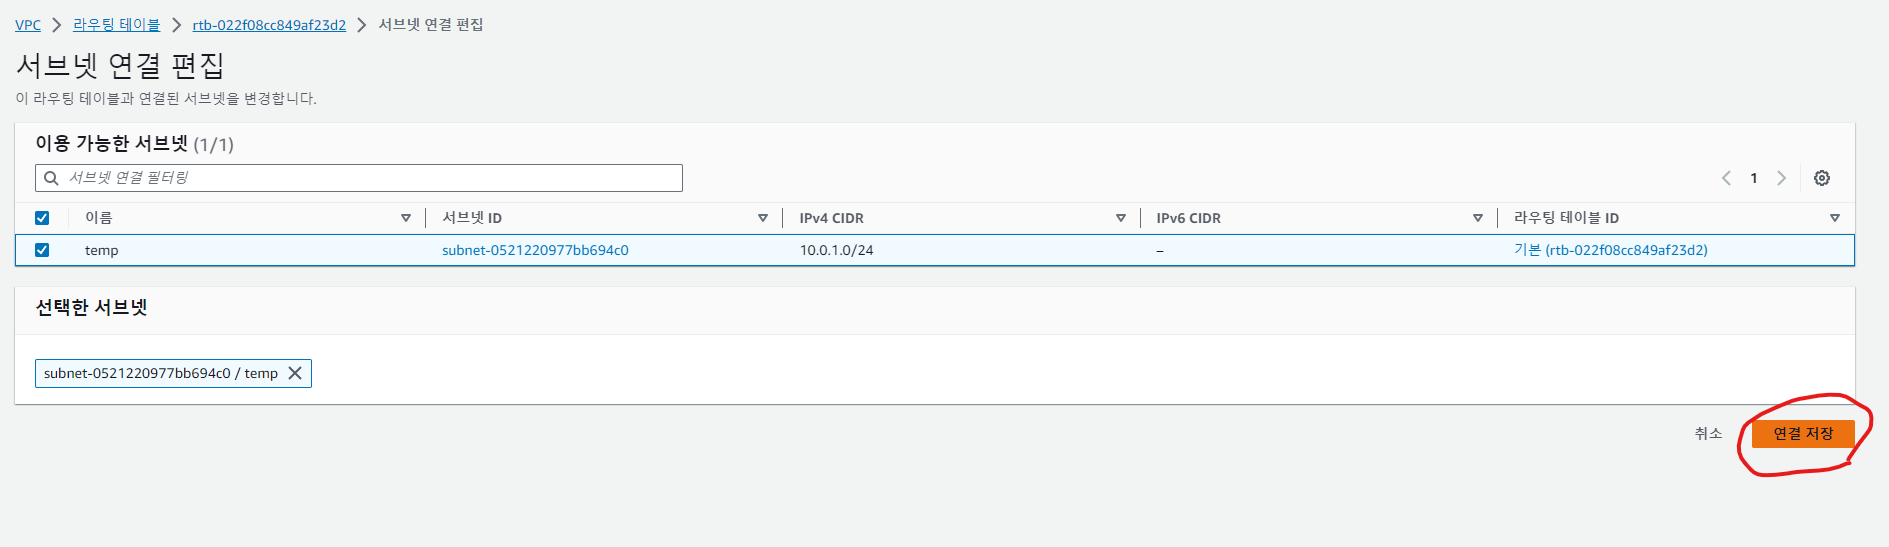 VPC > 라우팅 테이블 > rtb-022f08cc849af23d2 > 서브넷 연결 편집
서브넷 연결 편집
이 라우팅 테이블과 연결된 서브넷을 변경합니다.
이용 가능한 서브넷 (1/1)
서브넷 연결 필터링
1
이름 서브넷 ID IPv4 CIDR IPv6 CIDR 라우팅 테이블 ID
temp subnet-0521220977bb694c0 10.0.1.0/24 – 기본 (rtb-022f08cc849af23d2)
선택한 서브넷
subnet-0521220977bb694c0 / temp
취소 연결 저장